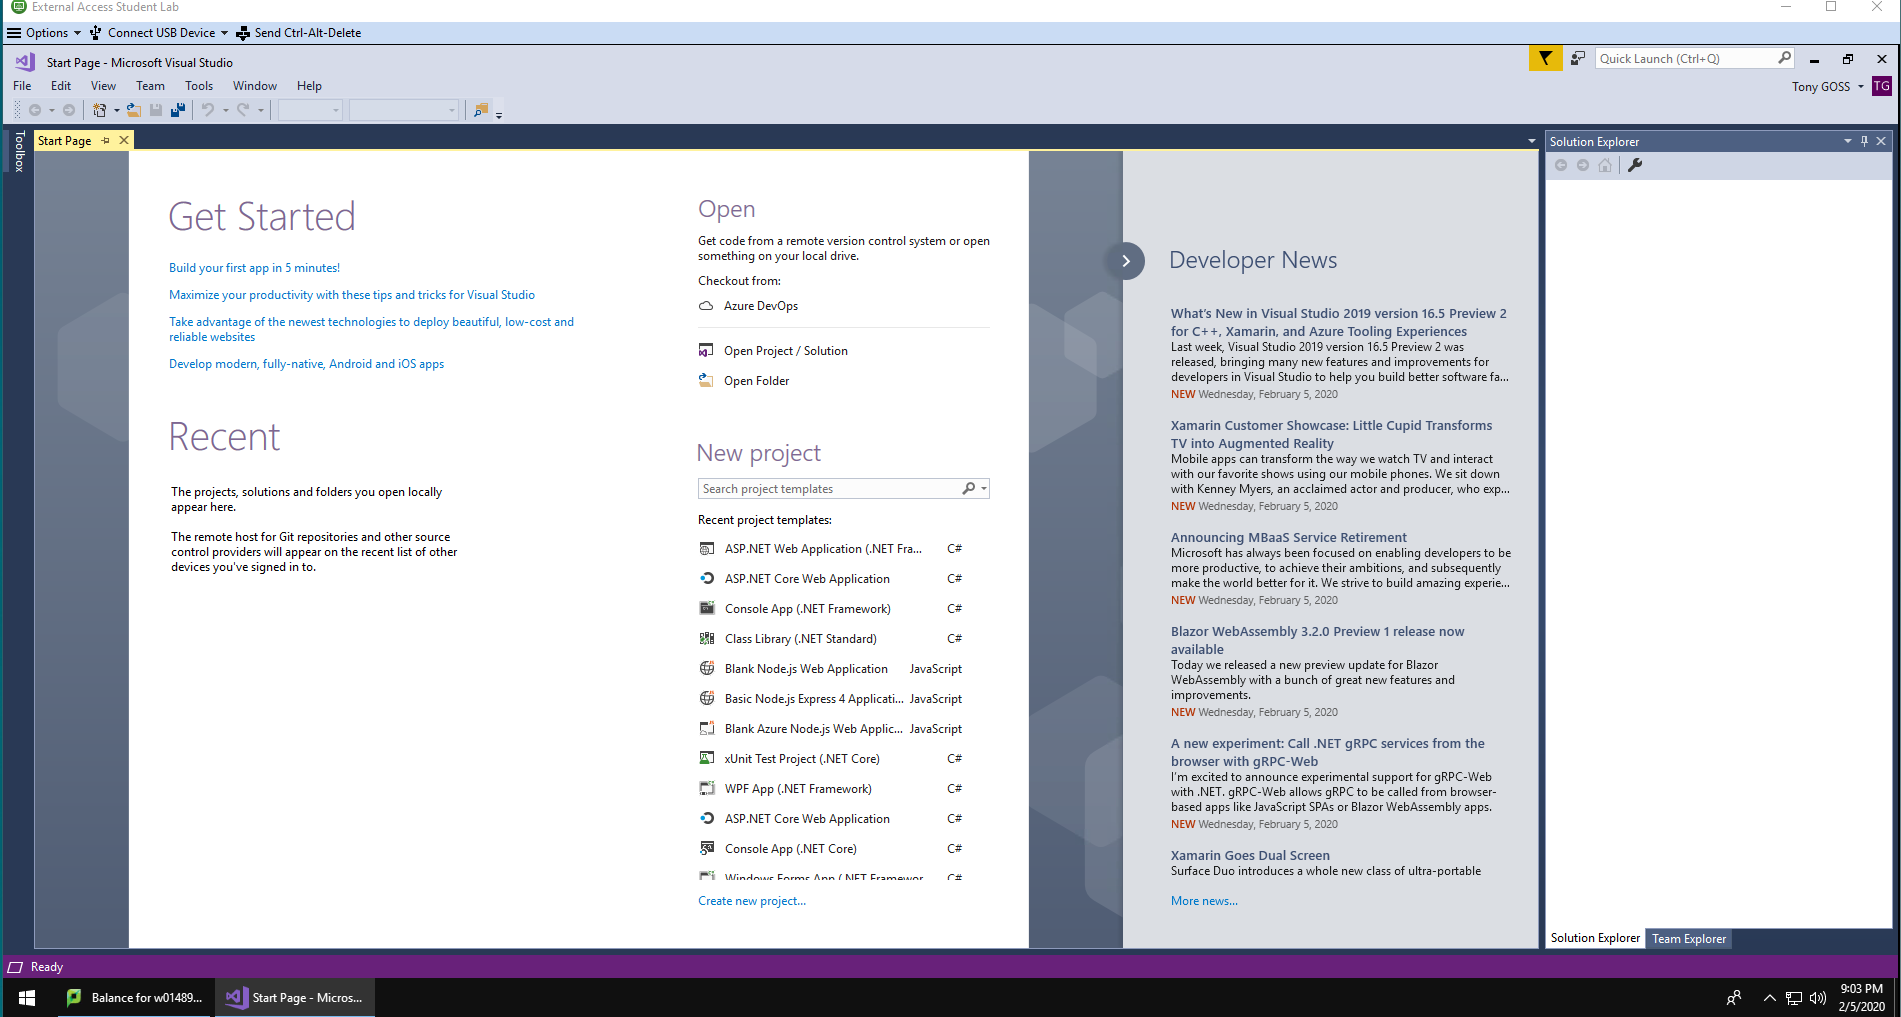 External Access Student Lab
Options
Connect USB Device
Send Ctrl-Alt-Delete
Start Page - Microsoft Visual Studio
Quick Launch (Ctrl+Q)
File Edit View Team Tools Window Help
Tony GOSS
TG
Toolbox
Start Page
Get Started
Build your first app in 5 minutes!
Maximize your productivity with these tips and tricks for Visual Studio
Take advantage of the newest technologies to deploy beautiful, low-cost and
reliable websites
Develop modern, fully-native, Android and iOS apps
Recent
The projects, solutions and folders you open locally
appear here.
The remote host for Git repositories and other source
control providers will appear on the recent list of other
devices you've signed in to.
Open
Get code from a remote version control system or open
something on your local drive.
Checkout from:
Azure DevOps
Open Project / Solution
Open Folder
New project
Search project templates
Recent project templates:
ASP.NET Web Application (.NET Fra... C#
ASP.NET Core Web Application C#
Console App (.NET Framework) C#
Class Library (.NET Standard) C#
Blank Node.js Web Application JavaScript
Basic Node.js Express 4 Applicati... JavaScript
Blank Azure Node.js Web Applic... JavaScript
xUnit Test Project (.NET Core) C#
WPF App (.NET Framework) C#
ASP.NET Core Web Application C#
Console App (.NET Core) C#
Windows Forms App (.NET Framewor C#
Create new project...
Developer News
What's New in Visual Studio 2019 version 16.5 Preview 2
for C++, Xamarin, and Azure Tooling Experiences
Last week, Visual Studio 2019 version 16.5 Preview 2 was
released, bringing many new features and improvements for
developers in Visual Studio to help you build better software fa...
NEW Wednesday, February 5, 2020
Xamarin Customer Showcase: Little Cupid Transforms
TV into Augmented Reality
Mobile apps can transform the way we watch TV and interact
with our favorite shows using our mobile phones. We sit down
with Kenney Myers, an acclaimed actor and producer, who exp...
NEW Wednesday, February 5, 2020
Announcing MBaaS Service Retirement
Microsoft has always been focused on enabling developers to be
more productive, to achieve their ambitions, and subsequently
make the world better for it. We strive to build amazing experie...
NEW Wednesday, February 5, 2020
Blazor WebAssembly 3.2.0 Preview 1 release now
available
Today we released a new preview update for Blazor
WebAssembly with a bunch of great new features and
improvements.
NEW Wednesday, February 5, 2020
A new experiment: Call .NET gRPC services from the
browser with gRPC-Web
I'm excited to announce experimental support for gRPC-Web
with .NET. gRPC-Web allows gRPC to be called from browser-
based apps like JavaScript SPAs or Blazor WebAssembly apps.
NEW Wednesday, February 5, 2020
Xamarin Goes Dual Screen
Surface Duo introduces a whole new class of ultra-portable
More news...
Solution Explorer
Solution Explorer Team Explorer
Ready
Balance for w01489...
Start Page - Micros...
9:03 PM
2/5/2020